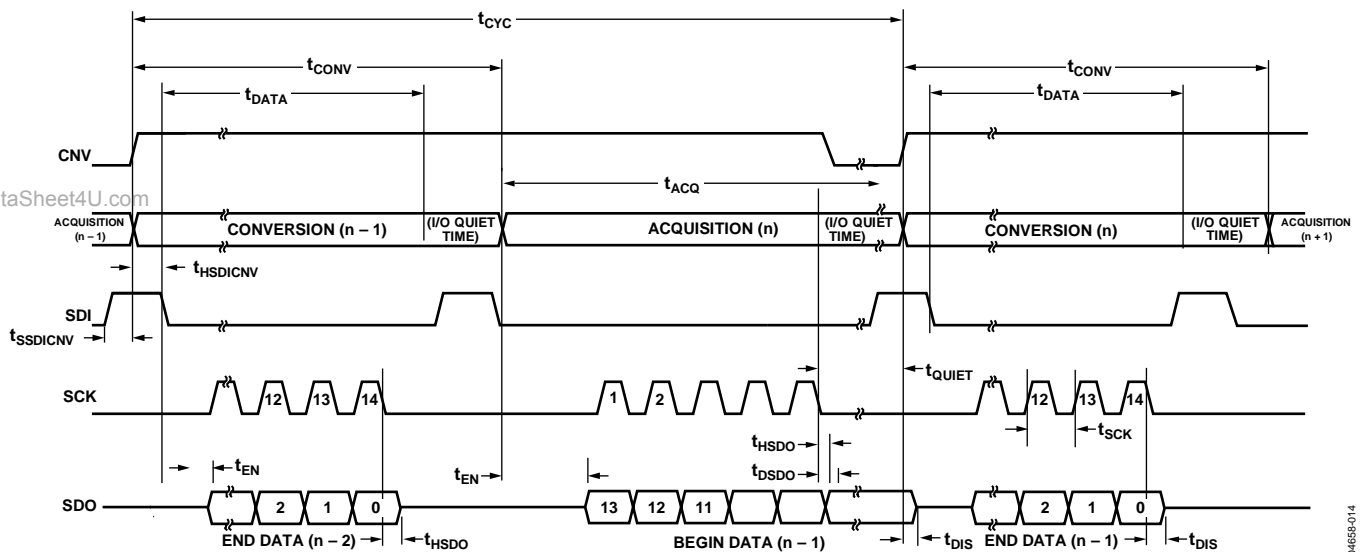 tCYC
tCONV
tCONV
tDATA
tDATA
CNV
taSheet4U.com
tACQ
ACQUISITION
(n – 1)
CONVERSION (n – 1)
(I/O QUIET
TIME)
ACQUISITION (n)
(I/O QUIET
TIME)
CONVERSION (n)
(I/O QUIET
TIME)
ACQUISITION
(n + 1)
tHSDICNV
SDI
tSSDICNV
tQUIET
SCK
12 13 14
1 2
12 13 14
tSCK
tHSDO
tEN
tEN
tDSDO
SDO
2 1 0
13 12 11
2 1 0
END DATA (n – 2)
tHSDO
BEGIN DATA (n – 1)
tDIS
END DATA (n – 1)
tDIS